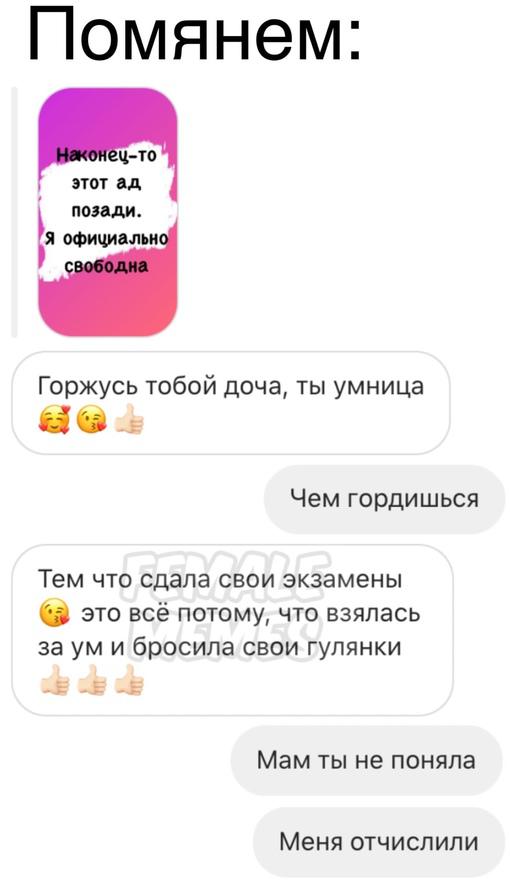 Помянем:
Наконец-то
этот ад
позади.
Я официально
свободна
Горжусь тобой доча, ты умница
🥰😘👍🏻
Чем гордишься
FEMALE
MEMES
Тем что сдала свои экзамены
😘 это всё потому, что взялась
за ум и бросила свои гулянки
👍🏻👍🏻👍🏻
Мам ты не поняла
Меня отчислили